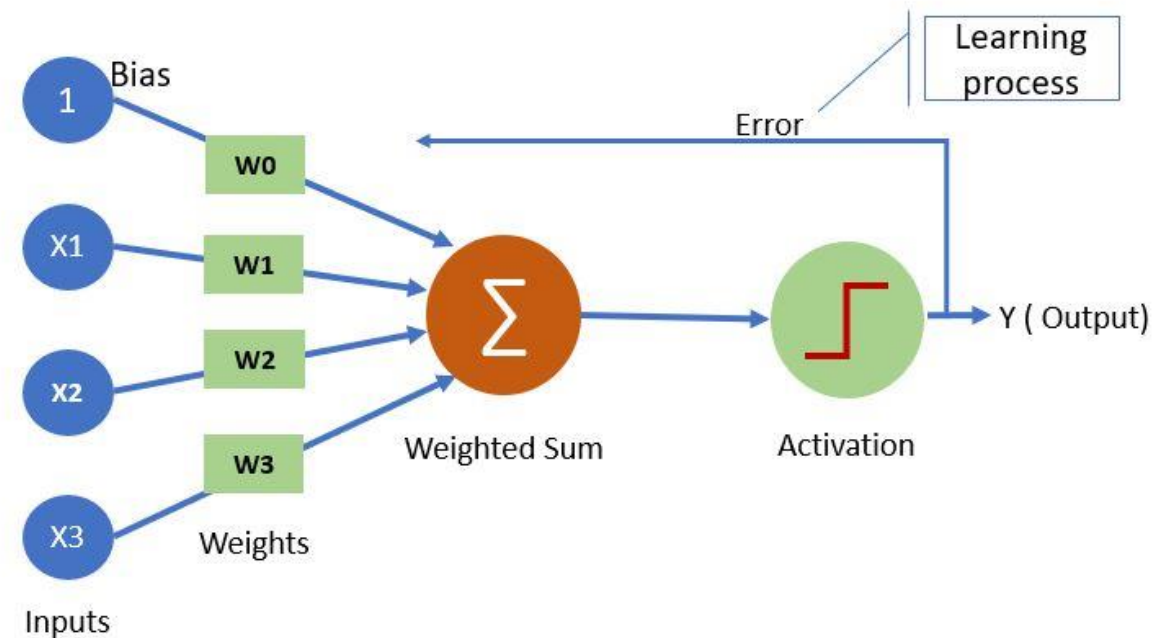 Learning
process
Bias
1
Error
W0
X1
W1
∑
Y ( Output)
W2
X2
Weighted Sum
Activation
W3
X3
Weights
Inputs